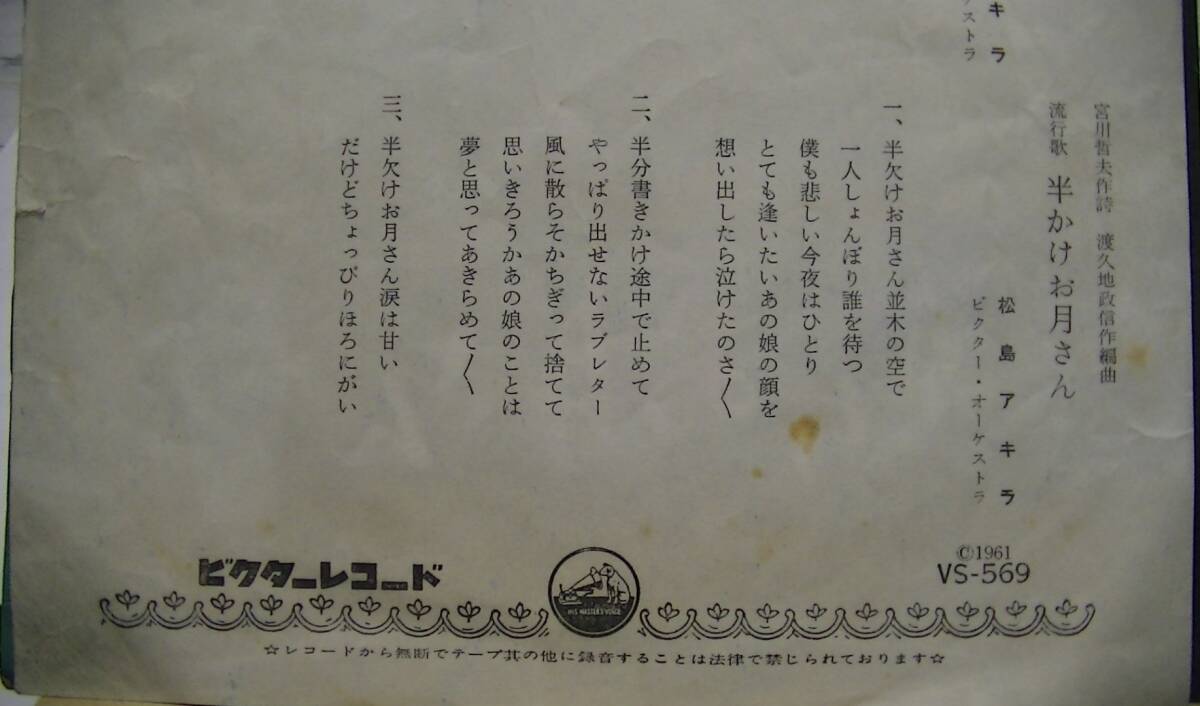 キラ
ケストラ
宮川哲夫作詩 渡久地政信作編曲
流行歌 半かけお月さん
松島アキラ
ビクター・オーケストラ
一、半欠けお月さん並木の空で
一人しょんぼり誰を待つ
僕も悲しい今夜はひとり
とても逢いたいあの娘の顔を
想い出したら泣けたのさ〳〵
二、半分書きかけ途中で止めて
やっぱり出せないラブレター
風に散らそかちぎって捨てて
思いきろうかあの娘のことは
夢と思ってあきらめて〳〵
三、半欠けお月さん涙は甘い
だけどちょっぴりほろにがい
©1961
VS-569
ビクターレコード
HIS MASTER'S VOICE
☆レコードから無断でテープ其の他に録音することは法律で禁じられております☆